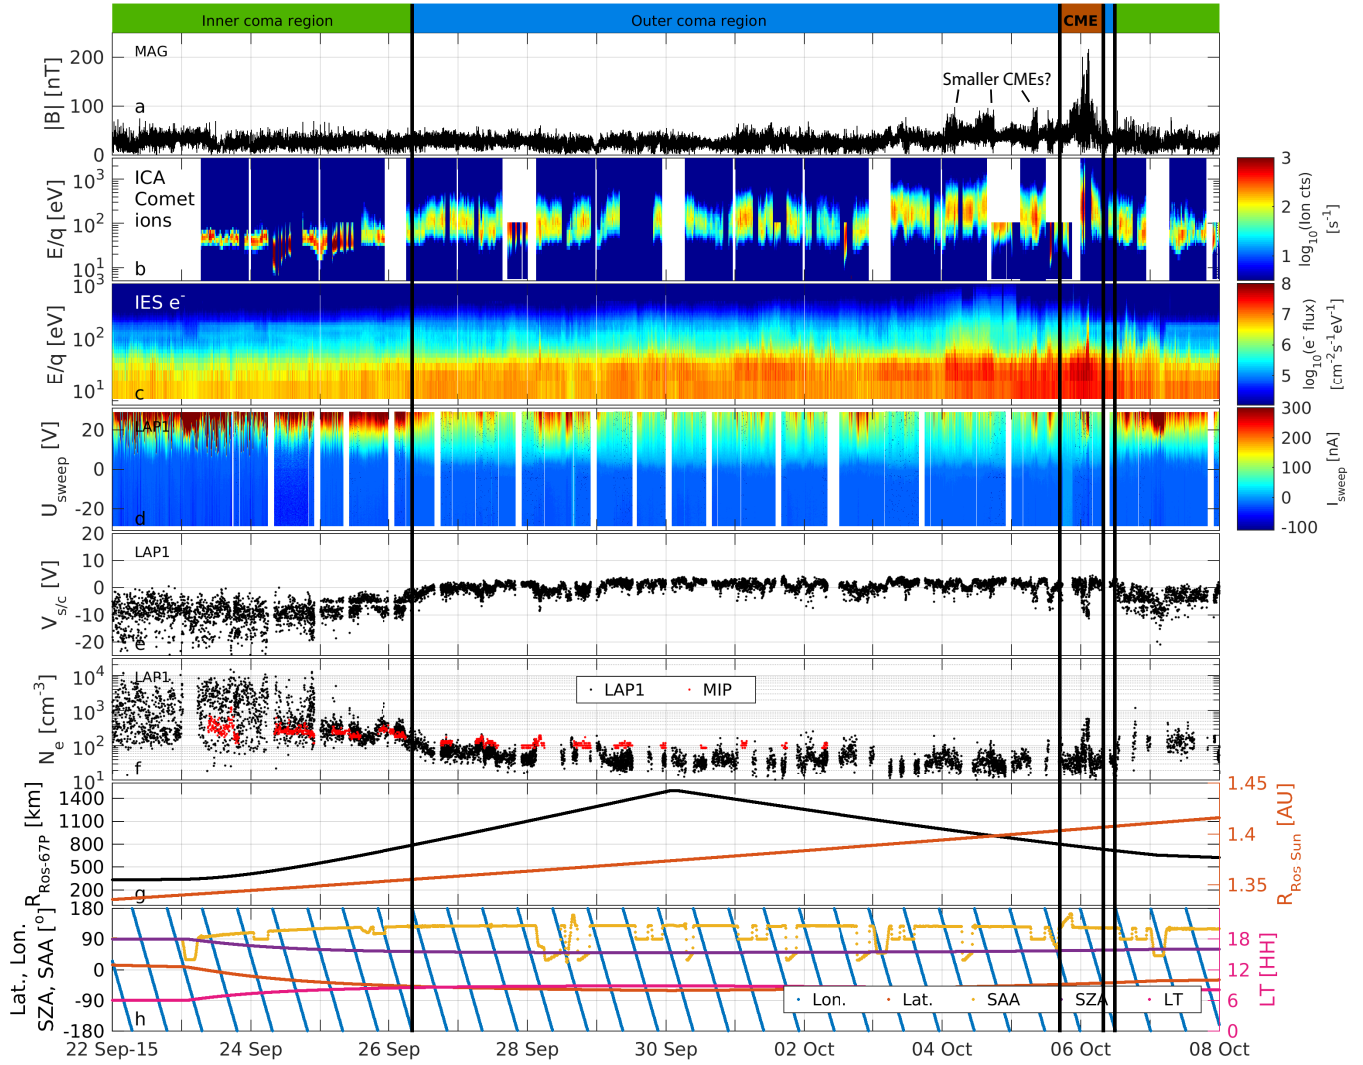 Inner coma region
Outer coma region
CME
MAG
a
|B| [nT]
200
100
0
Smaller CMEs?
ICA
Comet
ions
b
E/q [eV]
10³
10²
10¹
3
2
1
log₁₀(Ion cts)
[s⁻¹]
IES e⁻
c
E/q [eV]
10³
10²
10¹
8
7
6
5
log₁₀(e⁻ flux)
[cm⁻²s⁻¹eV⁻¹]
LAP1
d
U_sweep [V]
20
0
-20
300
200
100
0
-100
I_sweep [nA]
LAP1
e
V_s/c [V]
20
10
0
-10
-20
LAP1
f
N_e [cm⁻³]
10⁴
10³
10²
10¹
LAP1
MIP
g
R_Ros-67P [km]
1400
1100
800
500
200
1.45
1.4
1.35
R_Ros Sun [AU]
h
Lat., Lon.
SZA, SAA [°]
180
90
0
-90
-180
18
12
6
0
LT [HH]
Lon.
Lat.
SAA
SZA
LT
22 Sep-15
24 Sep
26 Sep
28 Sep
30 Sep
02 Oct
04 Oct
06 Oct
08 Oct